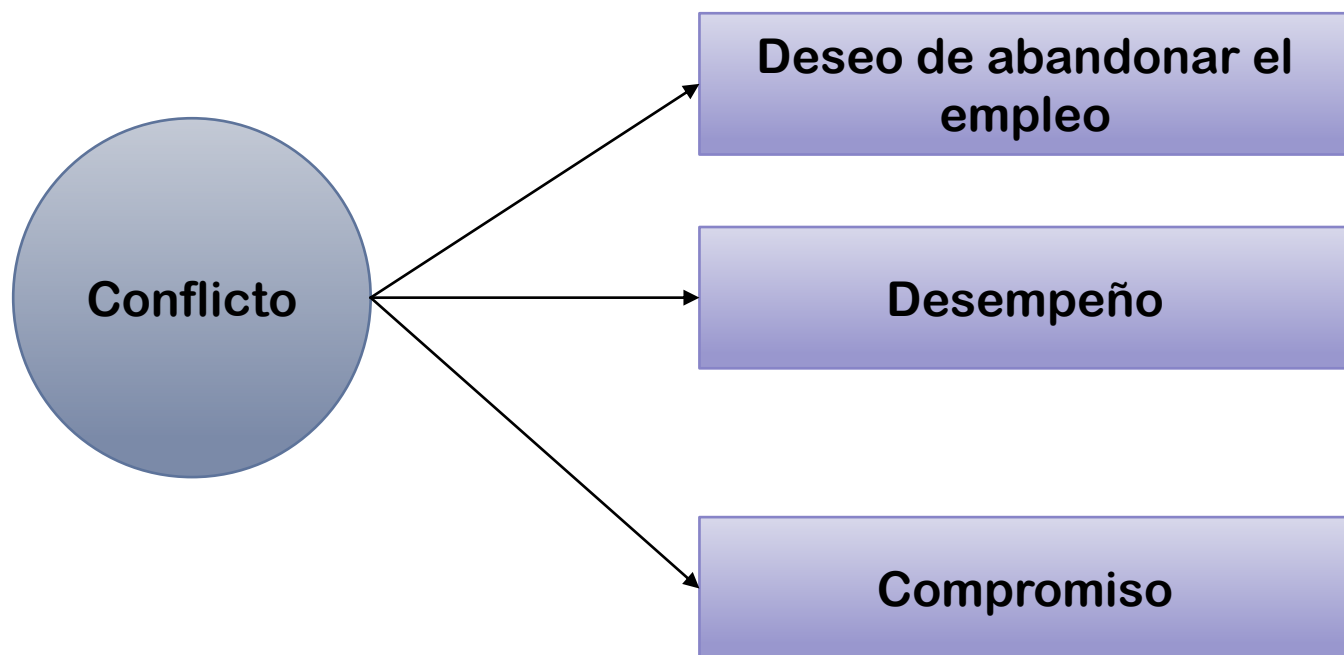 Deseo de abandonar el
empleo
Conflicto
Desempeño
Compromiso